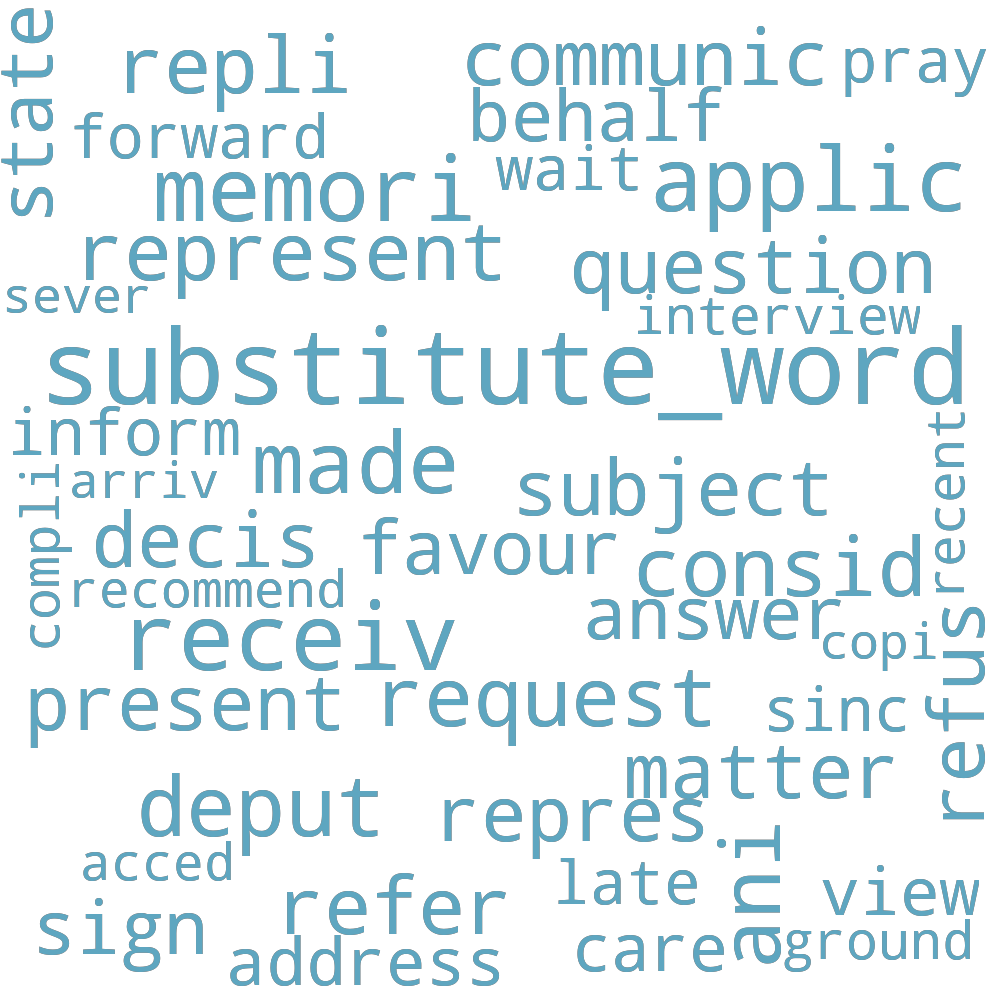 state
repli
communic
pray
forward
behalf
memori
wait
applic
represent
question
sever
interview
substitute_word
inform
made
recent
arriv
subject
compli
decis
favour
consid
recommend
answer
receiv
copi
refus
present
request
sinc
matter
deput
repres
ani
acced
late
view
sign
refer
care
ground
address